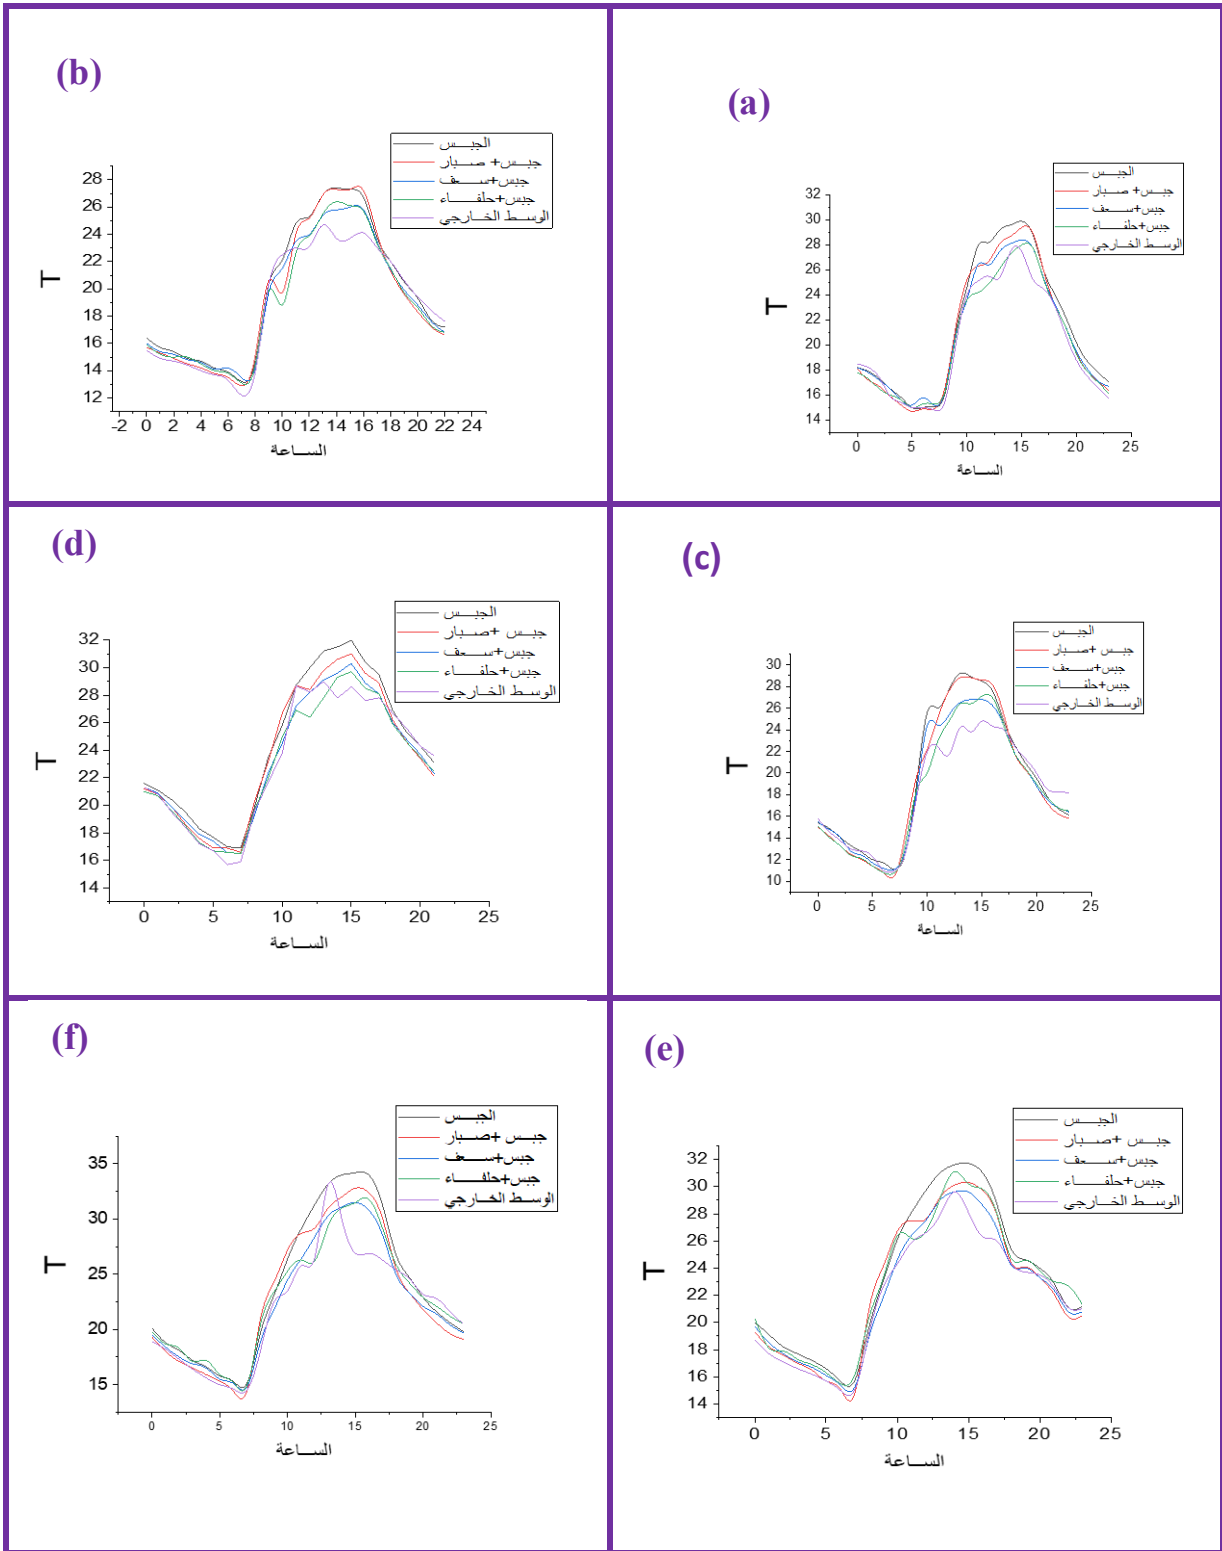 (b)
الجبس
جبس+ صبار
جبس+سعف
جبس+حلفاء
الوسط الخارجي
28
26
24
22
20
18
16
14
12
T
-2 0 2 4 6 8 10 12 14 16 18 20 22 24
الساعة
(a)
الجبس
جبس+ صبار
جبس+سعف
جبس+حلفاء
الوسط الخارجي
32
30
28
26
24
22
20
18
16
14
T
0 5 10 15 20 25
الساعة
(d)
الجبس
جبس +صبار
جبس+سعف
جبس+حلفاء
الوسط الخارجي
32
30
28
26
24
22
20
18
16
14
T
0 5 10 15 20 25
الساعة
(c)
الجبس
جبس +صبار
جبس+سعف
جبس+حلفاء
الوسط الخارجي
30
28
26
24
22
20
18
16
14
12
10
T
0 5 10 15 20 25
الساعة
(f)
الجبس
جبس +صبار
جبس+سعف
جبس+حلفاء
الوسط الخارجي
35
30
25
20
15
T
0 5 10 15 20 25
الساعة
(e)
الجبس
جبس +صبار
جبس+سعف
جبس+حلفاء
الوسط الخارجي
32
30
28
26
24
22
20
18
16
14
T
0 5 10 15 20 25
الساعة